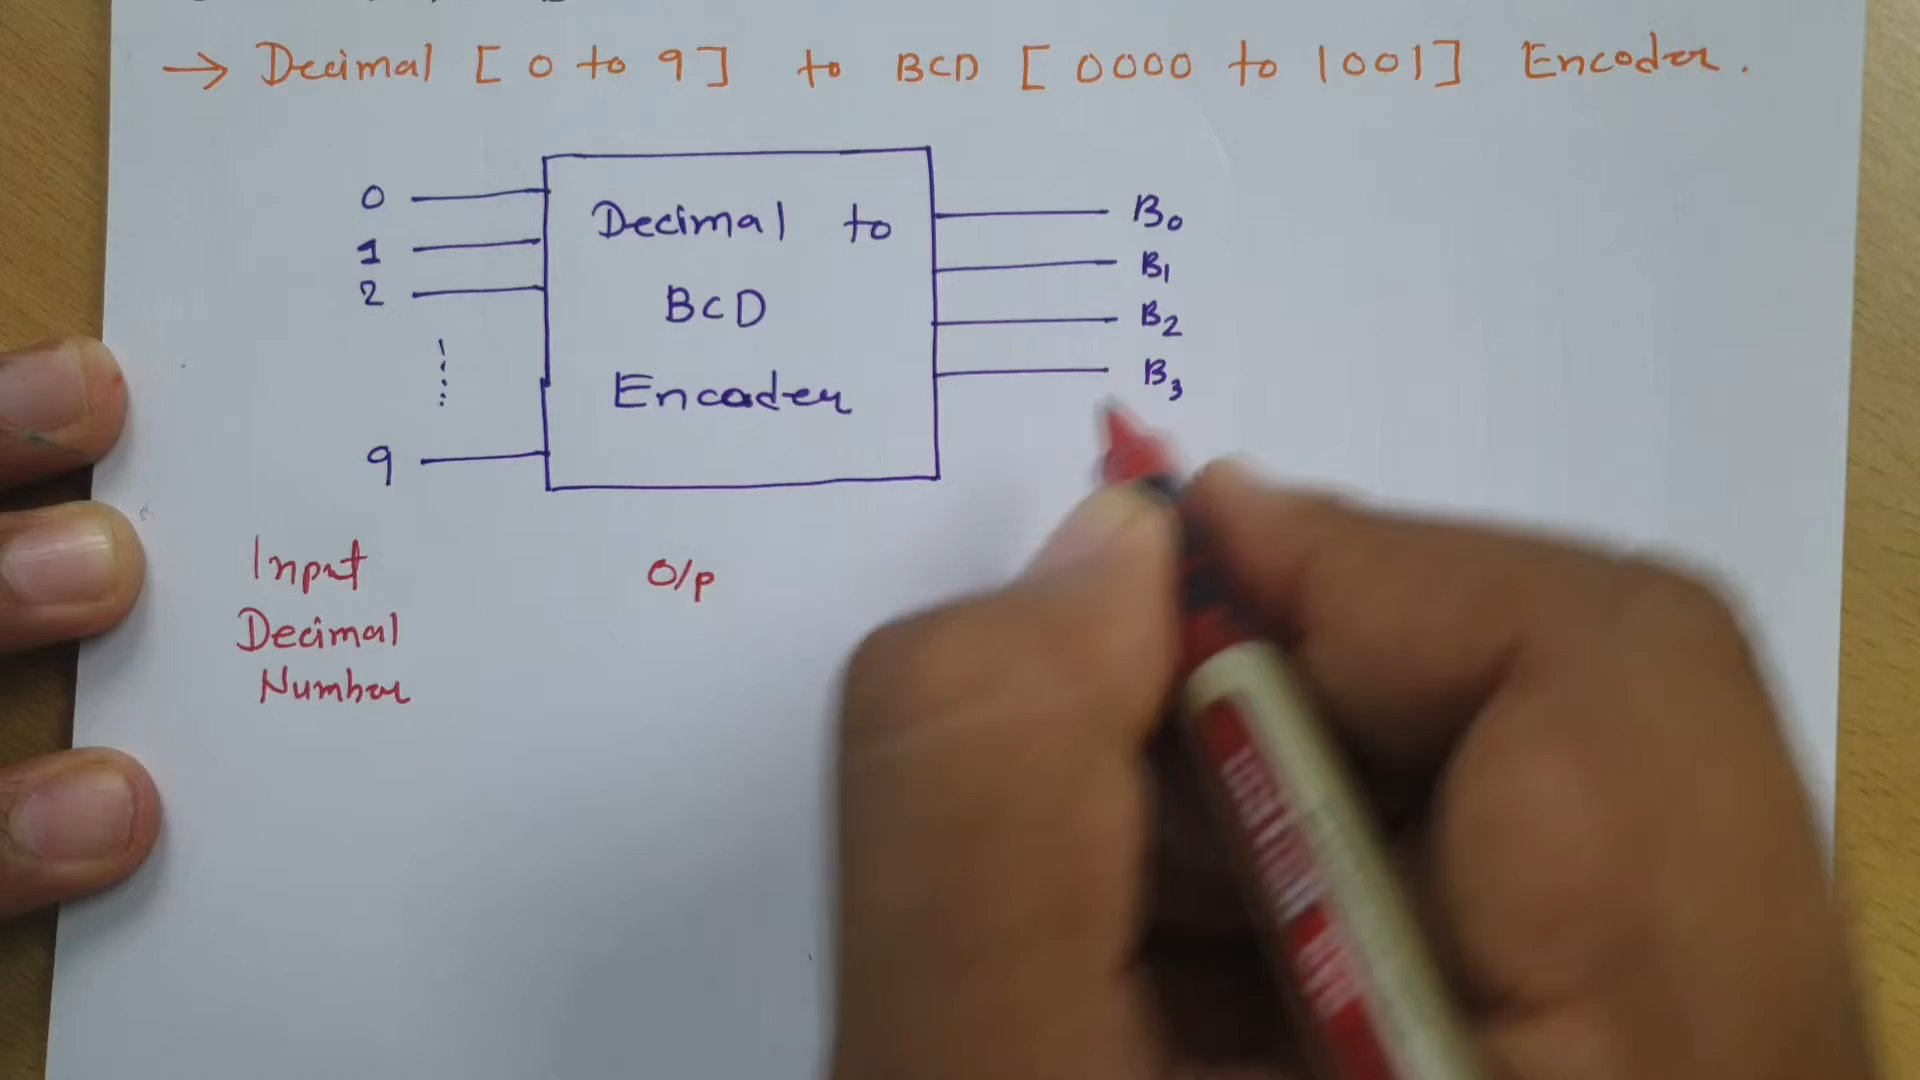 → Decimal [ 0 to 9 ] to BCD [ 0000 to 1001 ] Encoder.
0
1
2
9
Decimal to
BCD
Encoder
B0
B1
B2
B3
Input
Decimal
Number
O/p